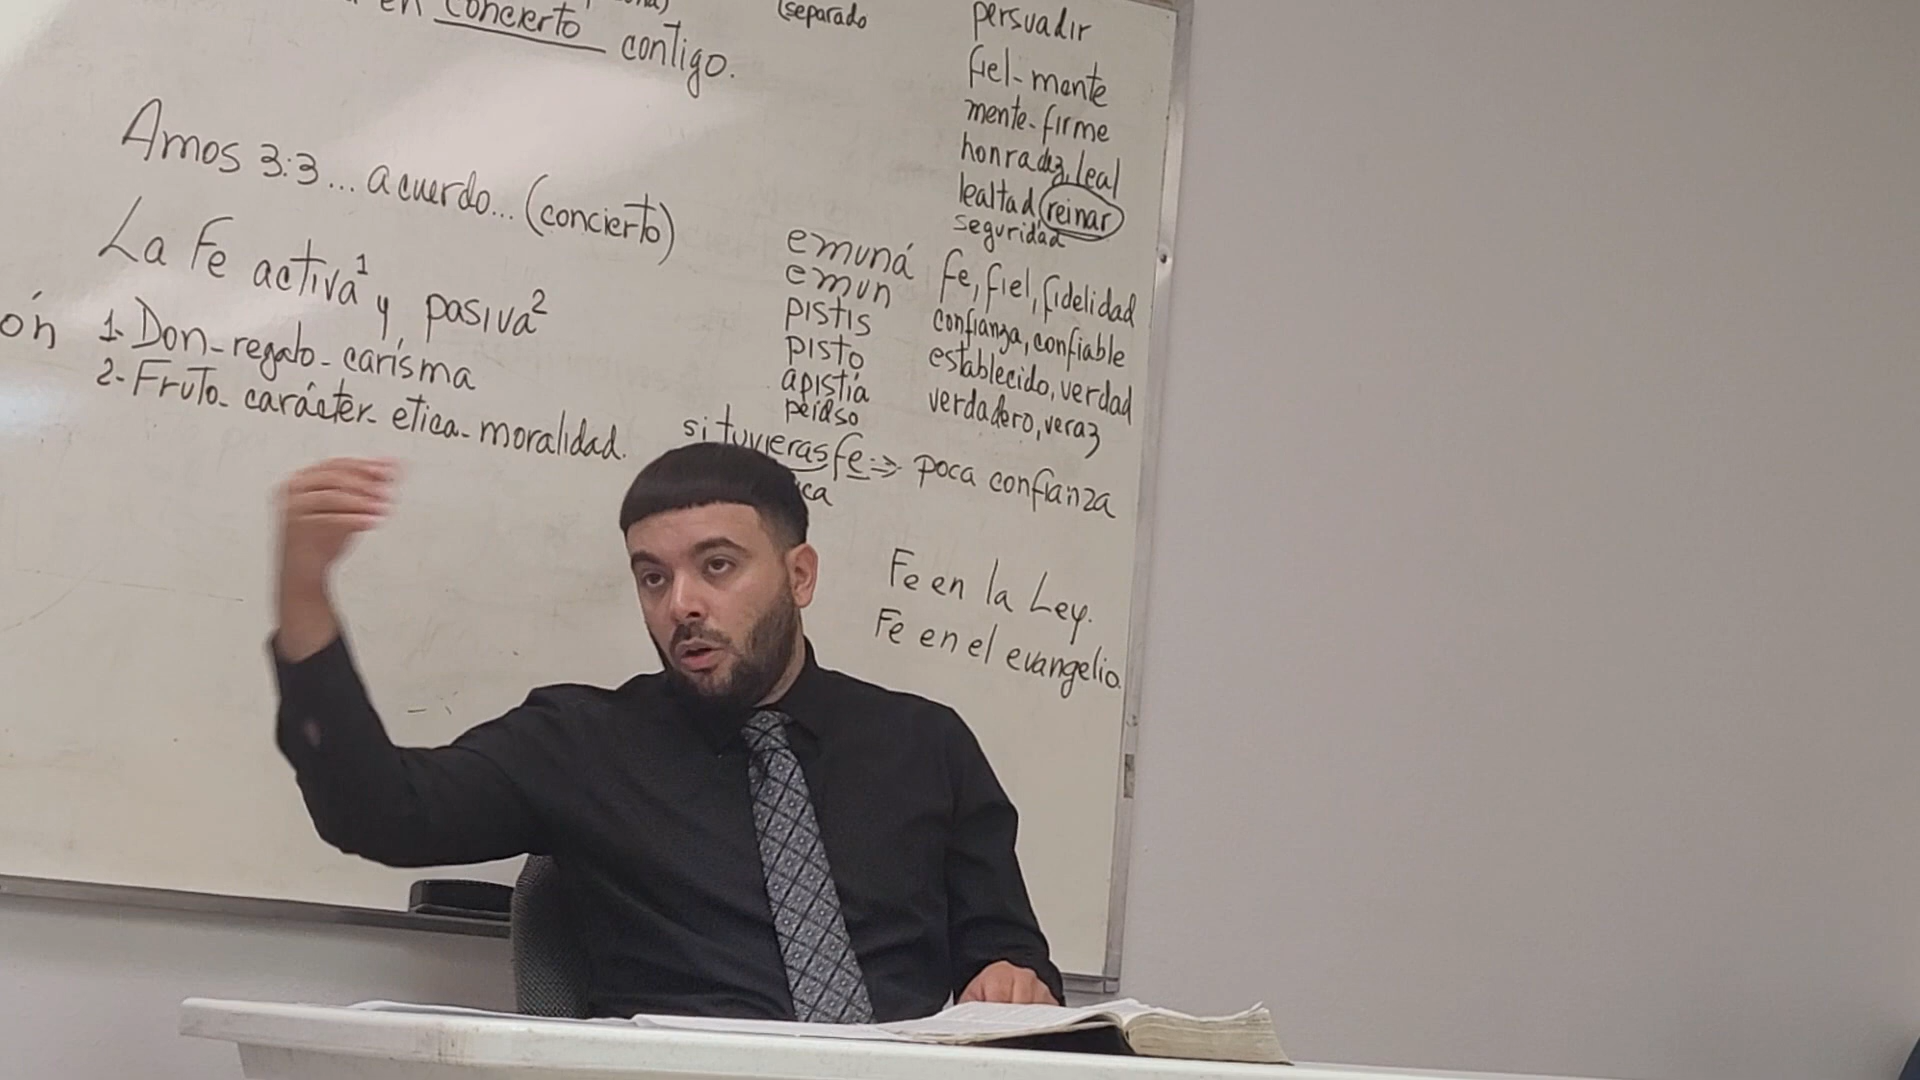 en concierto contigo.
Amos 3:3... acuerdo... (concierto)
La Fe activa¹ y pasiva²
ón
1- Don-regalo-carisma
2- Fruto-carácter-etica-moralidad.
(separado
persuadir
fiel-mente
mente-firme
honradez, leal
lealtad, reinar
seguridad
emuná
emun
pistis
pisto
apistía
Fe, fiel, fidelidad
confianza, confiable
establecido, verdad
verdadero, veraz
si tuvieras fe => poca confianza
ica
Fe en la Ley.
Fe en el evangelio.